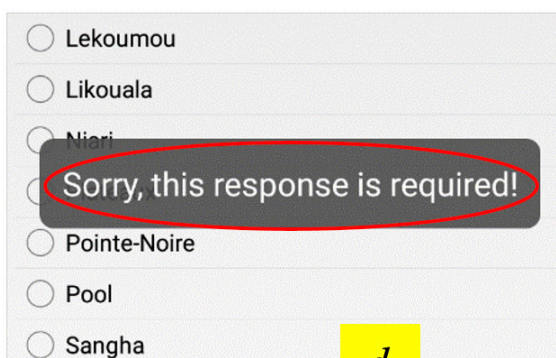 Lekoumou
Likouala
Niari
Sorry, this response is required!
Pointe-Noire
Pool
Sangha